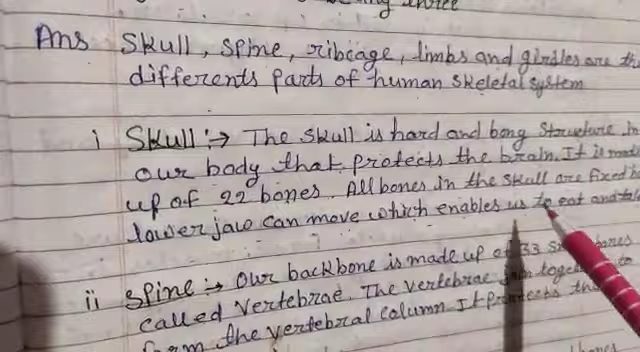 three
Ans Skull, spine, ribcage, limbs and girdles are the
differents parts of human skeletal system
i Skull :→ The skull is hard and bong structure in
our body that protects the brain. It is made
up of 22 bones. All bones in the skull are fixed
lower jaw can move which enables us to eat and
ii spine :→ Our backbone is made up of 33 bones
called vertebrae. The vertebrae join together to
form the vertebral column It protects the